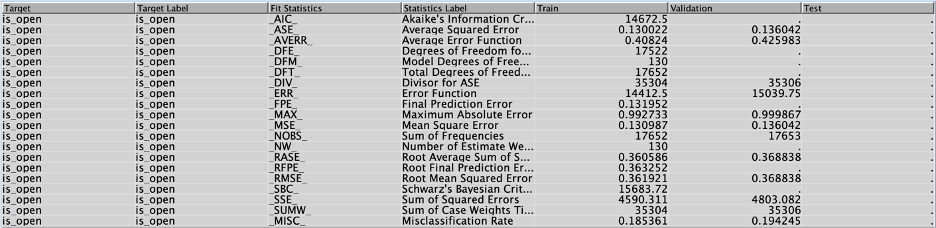 Target Target Label Fit Statistics Statistics Label Train Validation Test
is_open is_open _AIC_ Akaike's Information Cr... 14672.5 . .
is_open is_open _ASE_ Average Squared Error 0.130022 0.136042 .
is_open is_open _AVERR_ Average Error Function 0.40824 0.425983 .
is_open is_open _DFE_ Degrees of Freedom fo... 17522 . .
is_open is_open _DFM_ Model Degrees of Free... 130 . .
is_open is_open _DFT_ Total Degrees of Freed... 17652 . .
is_open is_open _DIV_ Divisor for ASE 35304 35306 .
is_open is_open _ERR_ Error Function 14412.5 15039.75 .
is_open is_open _FPE_ Final Prediction Error 0.131952 . .
is_open is_open _MAX_ Maximum Absolute Error 0.992733 0.999867 .
is_open is_open _MSE_ Mean Square Error 0.130987 0.136042 .
is_open is_open _NOBS_ Sum of Frequencies 17652 17653 .
is_open is_open _NW_ Number of Estimate We... 130 . .
is_open is_open _RASE_ Root Average Sum of S... 0.360586 0.368838 .
is_open is_open _RFPE_ Root Final Prediction Er... 0.363252 . .
is_open is_open _RMSE_ Root Mean Squared Error 0.361921 0.368838 .
is_open is_open _SBC_ Schwarz's Bayesian Crit... 15683.72 . .
is_open is_open _SSE_ Sum of Squared Errors 4590.311 4803.082 .
is_open is_open _SUMW_ Sum of Case Weights Ti... 35304 35306 .
is_open is_open _MISC_ Misclassification Rate 0.185361 0.194245 .